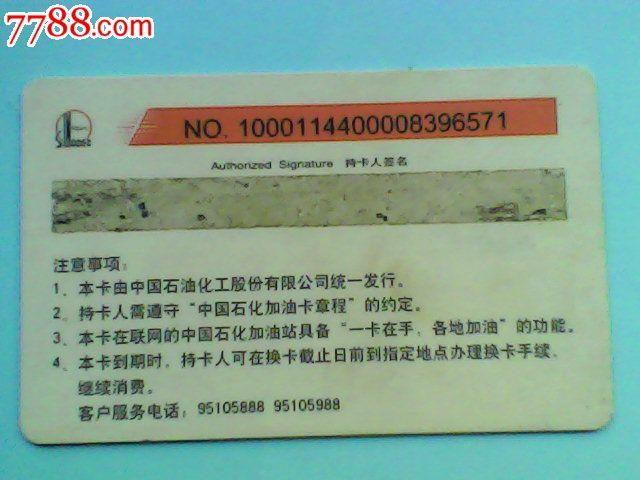 7788.com
Sinopec
NO. 1000114400008396571
Authorized Signature 持卡人签名
注意事项:
1、本卡由中国石油化工股份有限公司统一发行。
2、持卡人需遵守“中国石化加油卡章程”的约定。
3、本卡在联网的中国石化加油站具备“一卡在手，各地加油”的功能。
4、本卡到期时，持卡人可在换卡截止日前到指定地点办理换卡手续，
继续消费。
客户服务电话：95105888 95105988